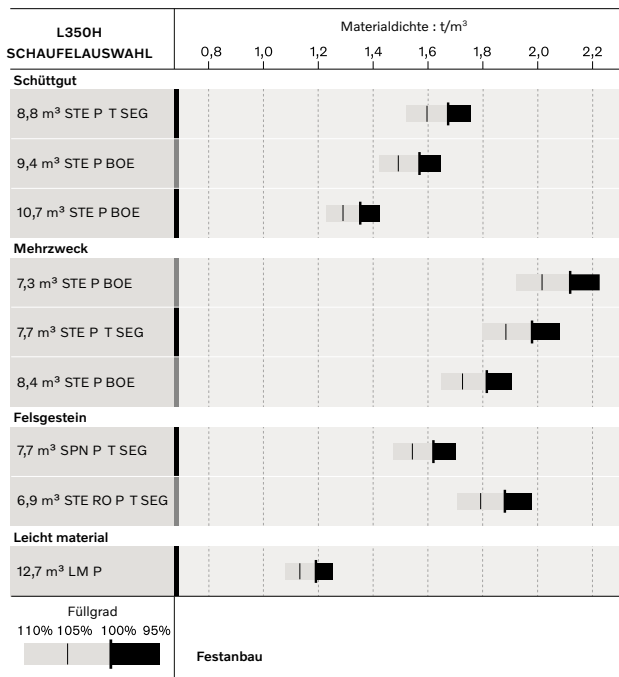 L350H
SCHAUFELAUSWAHL
Materialdichte : t/m³
0,8 1,0 1,2 1,4 1,6 1,8 2,0 2,2
Schüttgut
8,8 m³ STE P T SEG
9,4 m³ STE P BOE
10,7 m³ STE P BOE
Mehrzweck
7,3 m³ STE P BOE
7,7 m³ STE P T SEG
8,4 m³ STE P BOE
Felsgestein
7,7 m³ SPN P T SEG
6,9 m³ STE RO P T SEG
Leicht material
12,7 m³ LM P
Füllgrad
110% 105% 100% 95%
Festanbau